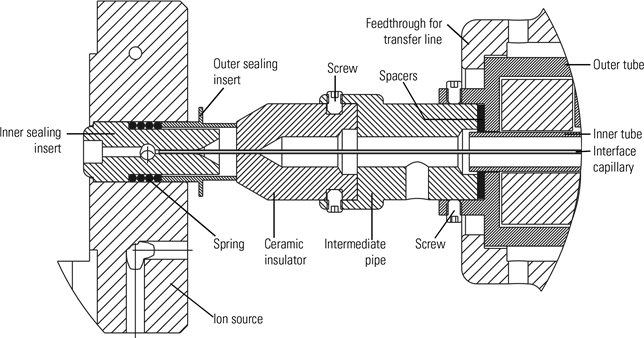 Feedthrough for
transfer line
Outer sealing
insert
Screw
Spacers
Outer tube
Inner sealing
insert
Inner tube
Interface
capillary
Spring
Ceramic
insulator
Intermediate
pipe
Screw
Ion source